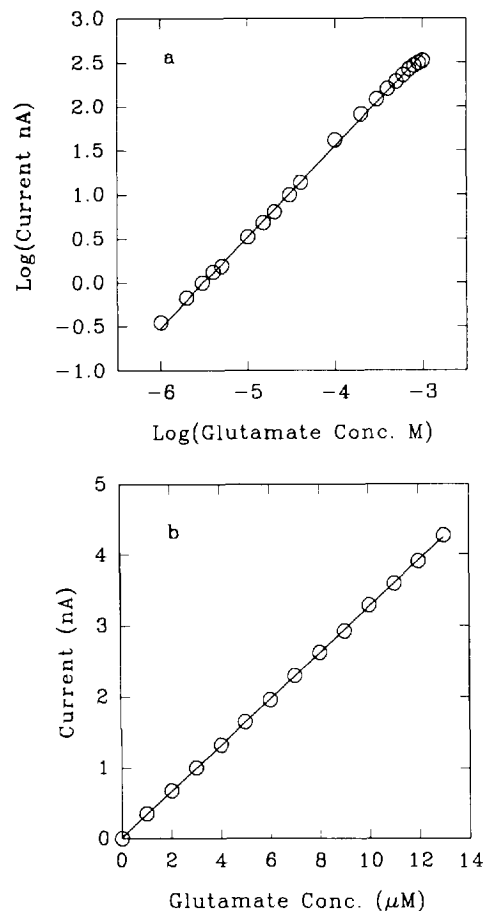 a
3.0
2.5
2.0
1.5
1.0
0.5
0.0
−0.5
−1.0
Log(Current nA)
−6 −5 −4 −3
Log(Glutamate Conc. M)
b
5
4
3
2
1
0
Current (nA)
0 2 4 6 8 10 12 14
Glutamate Conc. (μM)